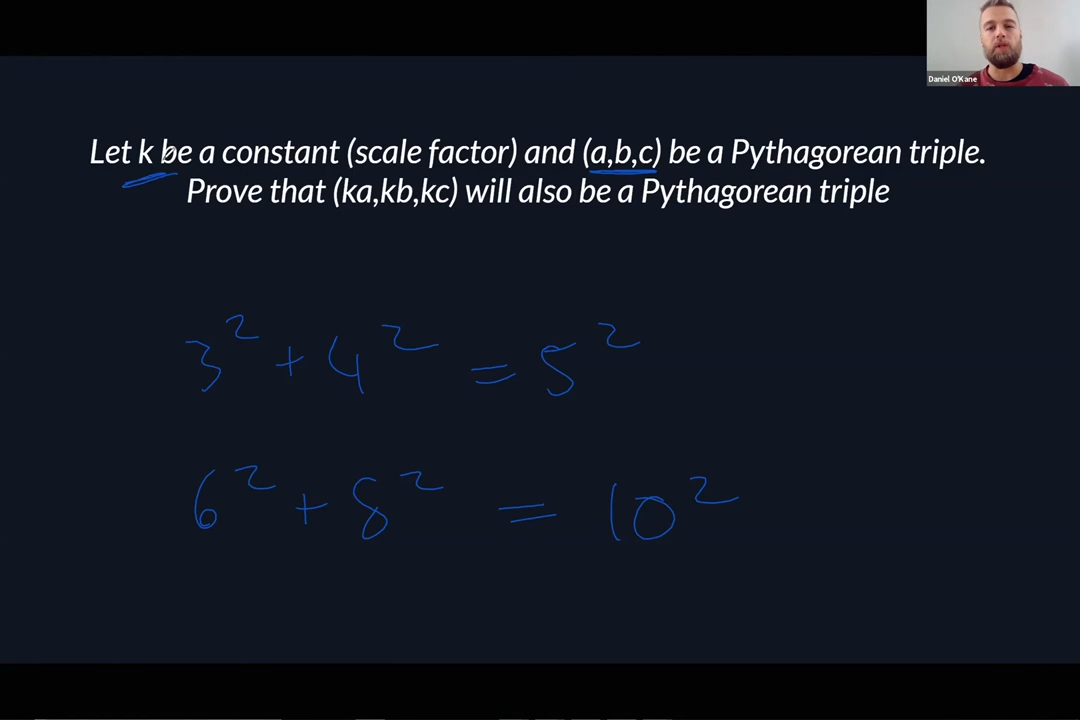 Daniel O'Kane
Let k be a constant (scale factor) and (a,b,c) be a Pythagorean triple.
Prove that (ka,kb,kc) will also be a Pythagorean triple
3² + 4² = 5²
6² + 8² = 10²